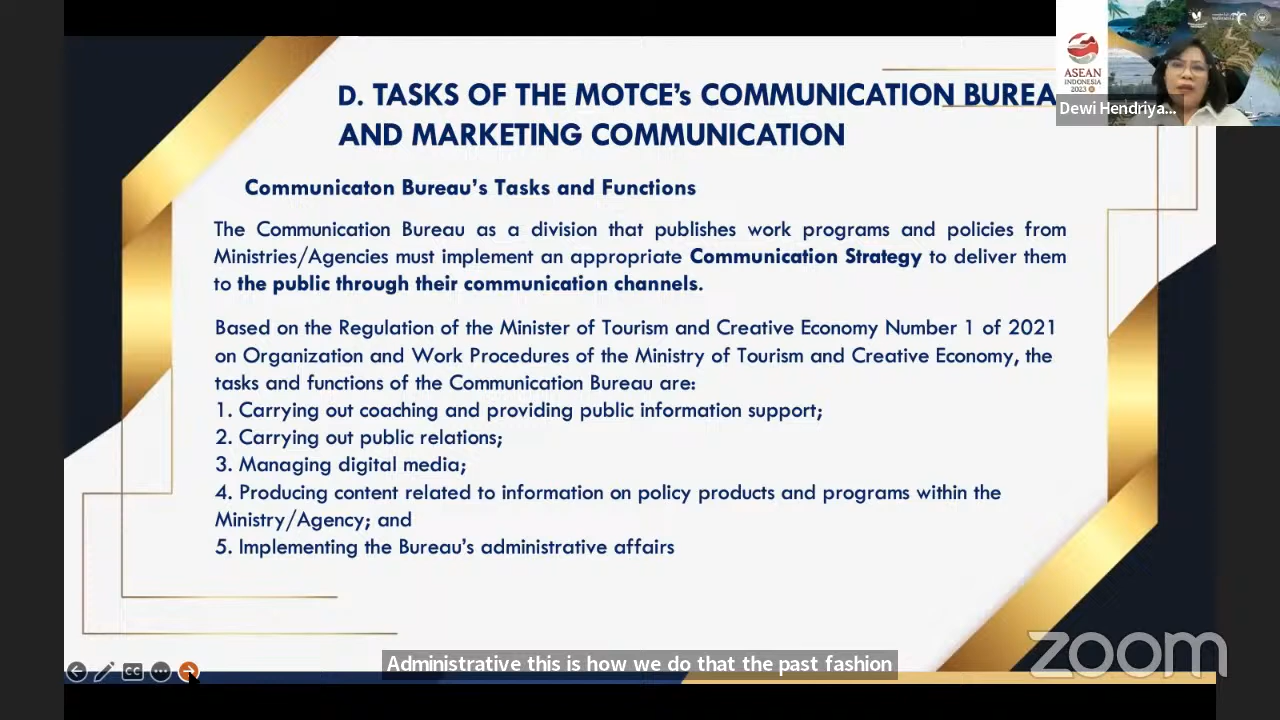 D. TASKS OF THE MOTCE's COMMUNICATION BUREA
AND MARKETING COMMUNICATION
ASEAN
INDONESIA
2023
Dewi Hendriya...
Communicaton Bureau's Tasks and Functions
The Communication Bureau as a division that publishes work programs and policies from
Ministries/Agencies must implement an appropriate Communication Strategy to deliver them
to the public through their communication channels.
Based on the Regulation of the Minister of Tourism and Creative Economy Number 1 of 2021
on Organization and Work Procedures of the Ministry of Tourism and Creative Economy, the
tasks and functions of the Communication Bureau are:
1. Carrying out coaching and providing public information support;
2. Carrying out public relations;
3. Managing digital media;
4. Producing content related to information on policy products and programs within the
Ministry/Agency; and
5. Implementing the Bureau's administrative affairs
CC
Administrative this is how we do that the past fashion
zoom